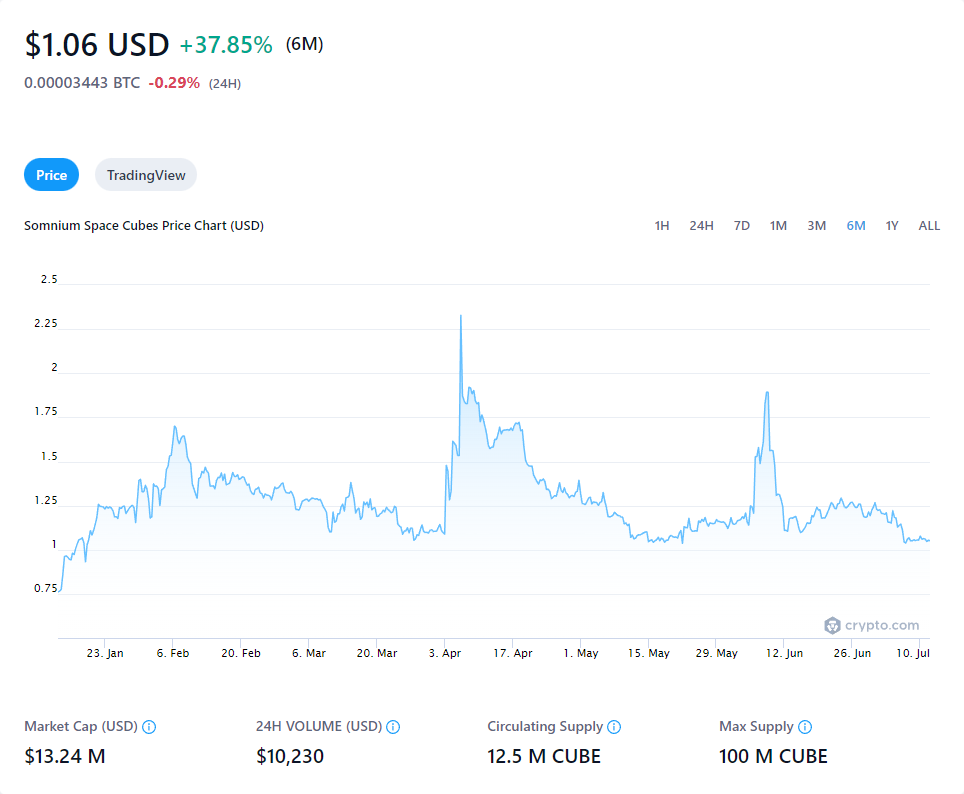 $1.06 USD +37.85% (6M)
0.00003443 BTC -0.29% (24H)
Price TradingView
Somnium Space Cubes Price Chart (USD) 1H 24H 7D 1M 3M 6M 1Y ALL
2.5
2.25
2
1.75
1.5
1.25
1
0.75
crypto.com
23. Jan 6. Feb 20. Feb 6. Mar 20. Mar 3. Apr 17. Apr 1. May 15. May 29. May 12. Jun 26. Jun 10. Jul
Market Cap (USD) 24H VOLUME (USD) Circulating Supply Max Supply
$13.24 M $10,230 12.5 M CUBE 100 M CUBE